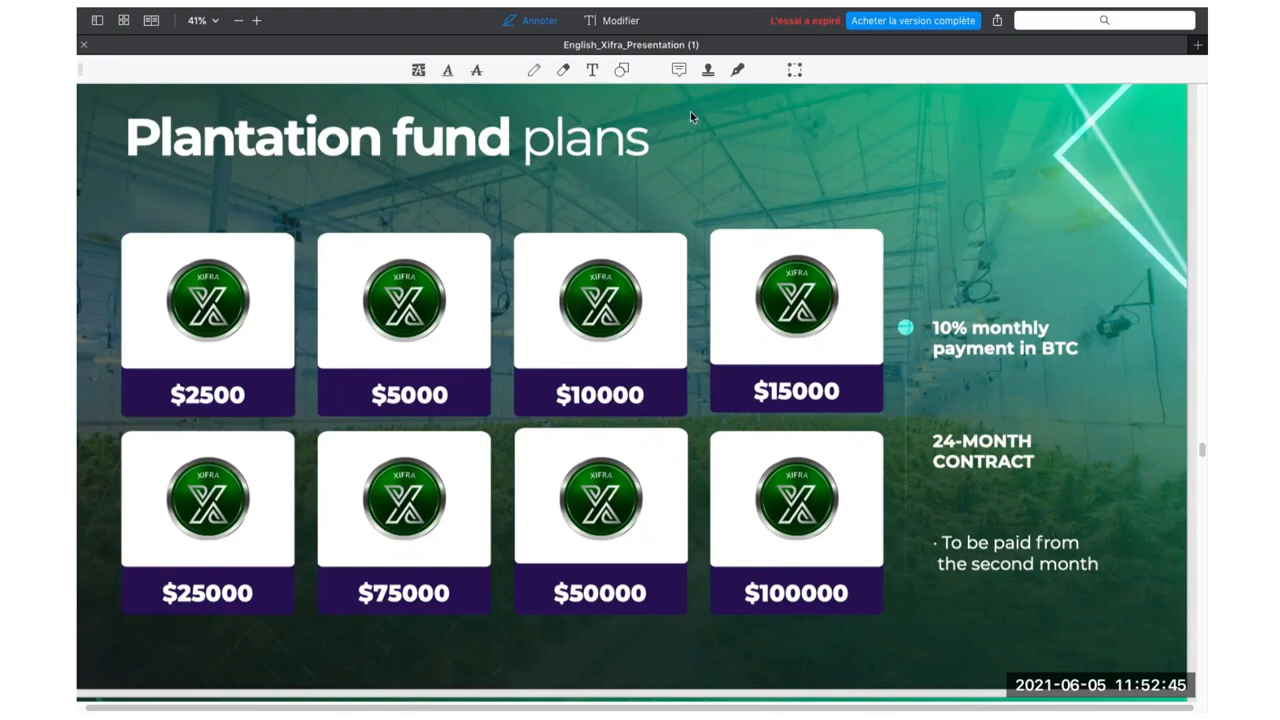 41%
Annoter
Modifier
L'essai a expiré
Acheter la version complète
English_Xifra_Presentation (1)
Plantation fund plans
XIFRA
XIFRA
XIFRA
XIFRA
$2500
$5000
$10000
$15000
10% monthly
payment in BTC
XIFRA
XIFRA
XIFRA
XIFRA
$25000
$75000
$50000
$100000
24-MONTH
CONTRACT
· To be paid from
the second month
2021-06-05 11:52:45